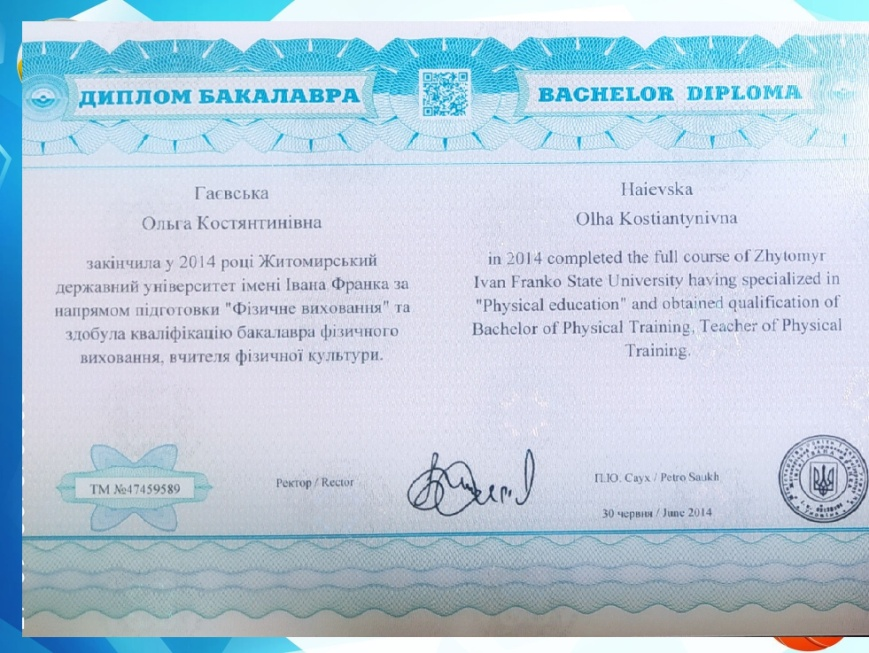 ДИПЛОМ БАКАЛАВРА
Гаєвська
Ольга Костянтинівна
закінчила у 2014 році Житомирський
державний університет імені Івана Франка за
напрямом підготовки "Фізичне виховання" та
здобула кваліфікацію бакалавра фізичного
виховання, вчителя фізичної культури.
BACHELOR DIPLOMA
Haievska
Olha Kostiantynivna
in 2014 completed the full course of Zhytomyr
Ivan Franko State University having specialized in
"Physical education" and obtained qualification of
Bachelor of Physical Training, Teacher of Physical
Training.
ТМ №47459589
Ректор / Rector
П.Ю. Саух / Petro Saukh
30 червня / June 2014